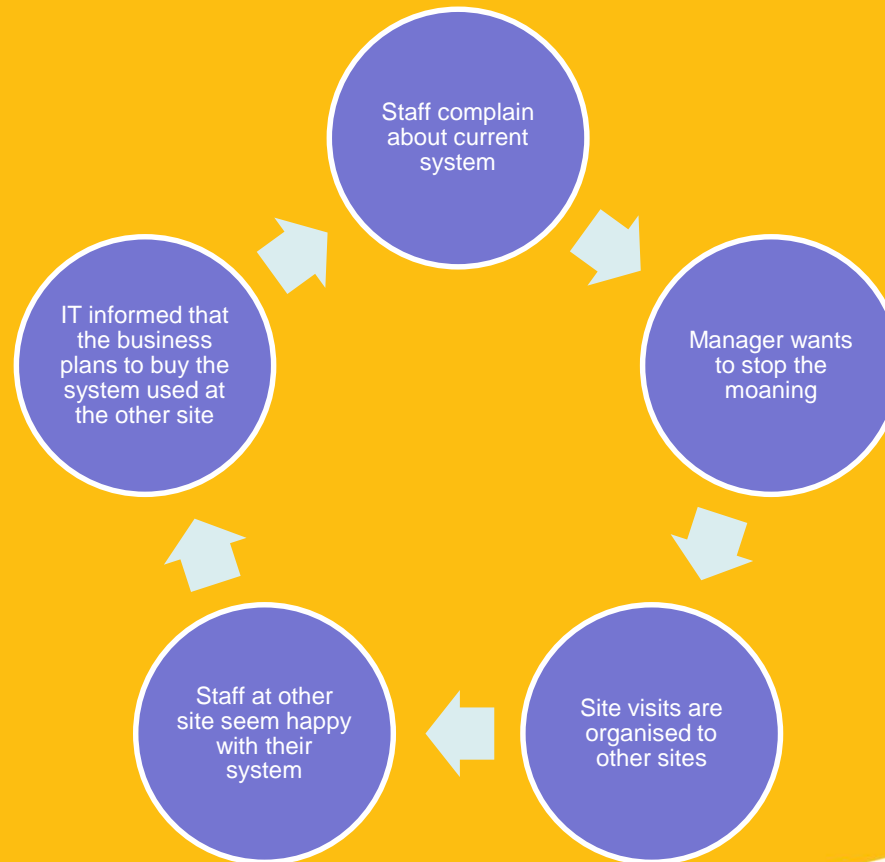 Staff complain
about current
system
Manager wants
to stop the
moaning
Site visits are
organised to
other sites
Staff at other
site seem happy
with their
system
IT informed that
the business
plans to buy the
system used at
the other site